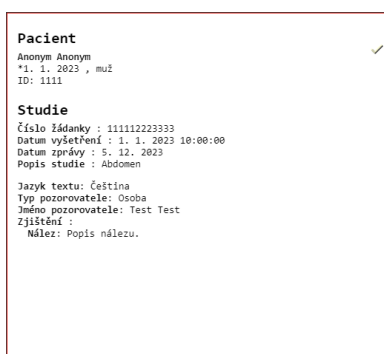 Pacient
Anonym Anonym
*1. 1. 2023 , muž
ID: 1111
Studie
Číslo žádanky : 111112223333
Datum vyšetření : 1. 1. 2023 10:00:00
Datum zprávy : 5. 12. 2023
Popis studie : Abdomen
Jazyk textu: Čeština
Typ pozorovatele: Osoba
Jméno pozorovatele: Test Test
Zjištění :
Nález: Popis nálezu.